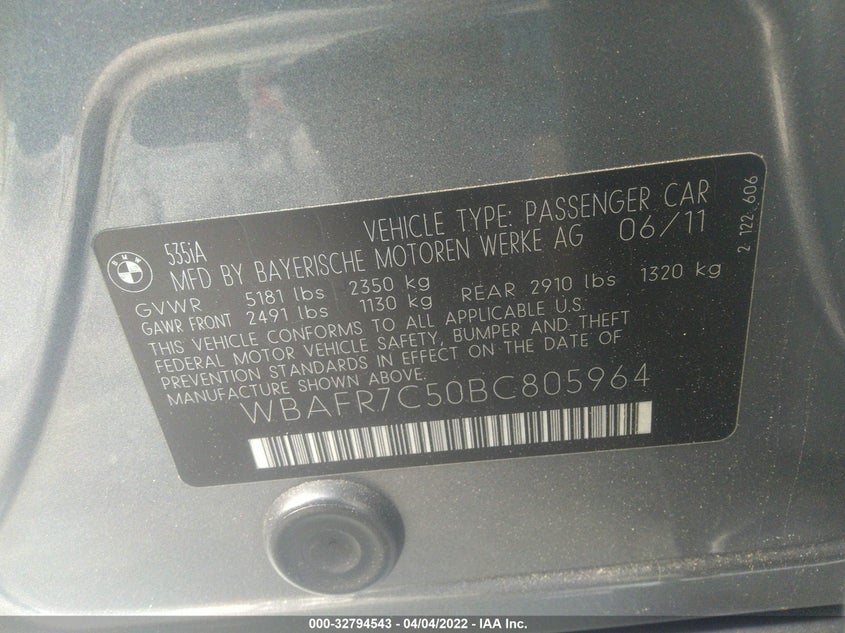 BMW
535iA
VEHICLE TYPE: PASSENGER CAR
MFD BY BAYERISCHE MOTOREN WERKE AG 06/11
GVWR 5181 lbs 2350 kg
GAWR FRONT 2491 lbs 1130 kg REAR 2910 lbs 1320 kg
THIS VEHICLE CONFORMS TO ALL APPLICABLE U.S.
FEDERAL MOTOR VEHICLE SAFETY, BUMPER AND THEFT
PREVENTION STANDARDS IN EFFECT ON THE DATE OF
MANUFACTURE SHOWN ABOVE.
WBAFR7C50BC805964
2 122 606
000-32794543 - 04/04/2022 - IAA Inc.